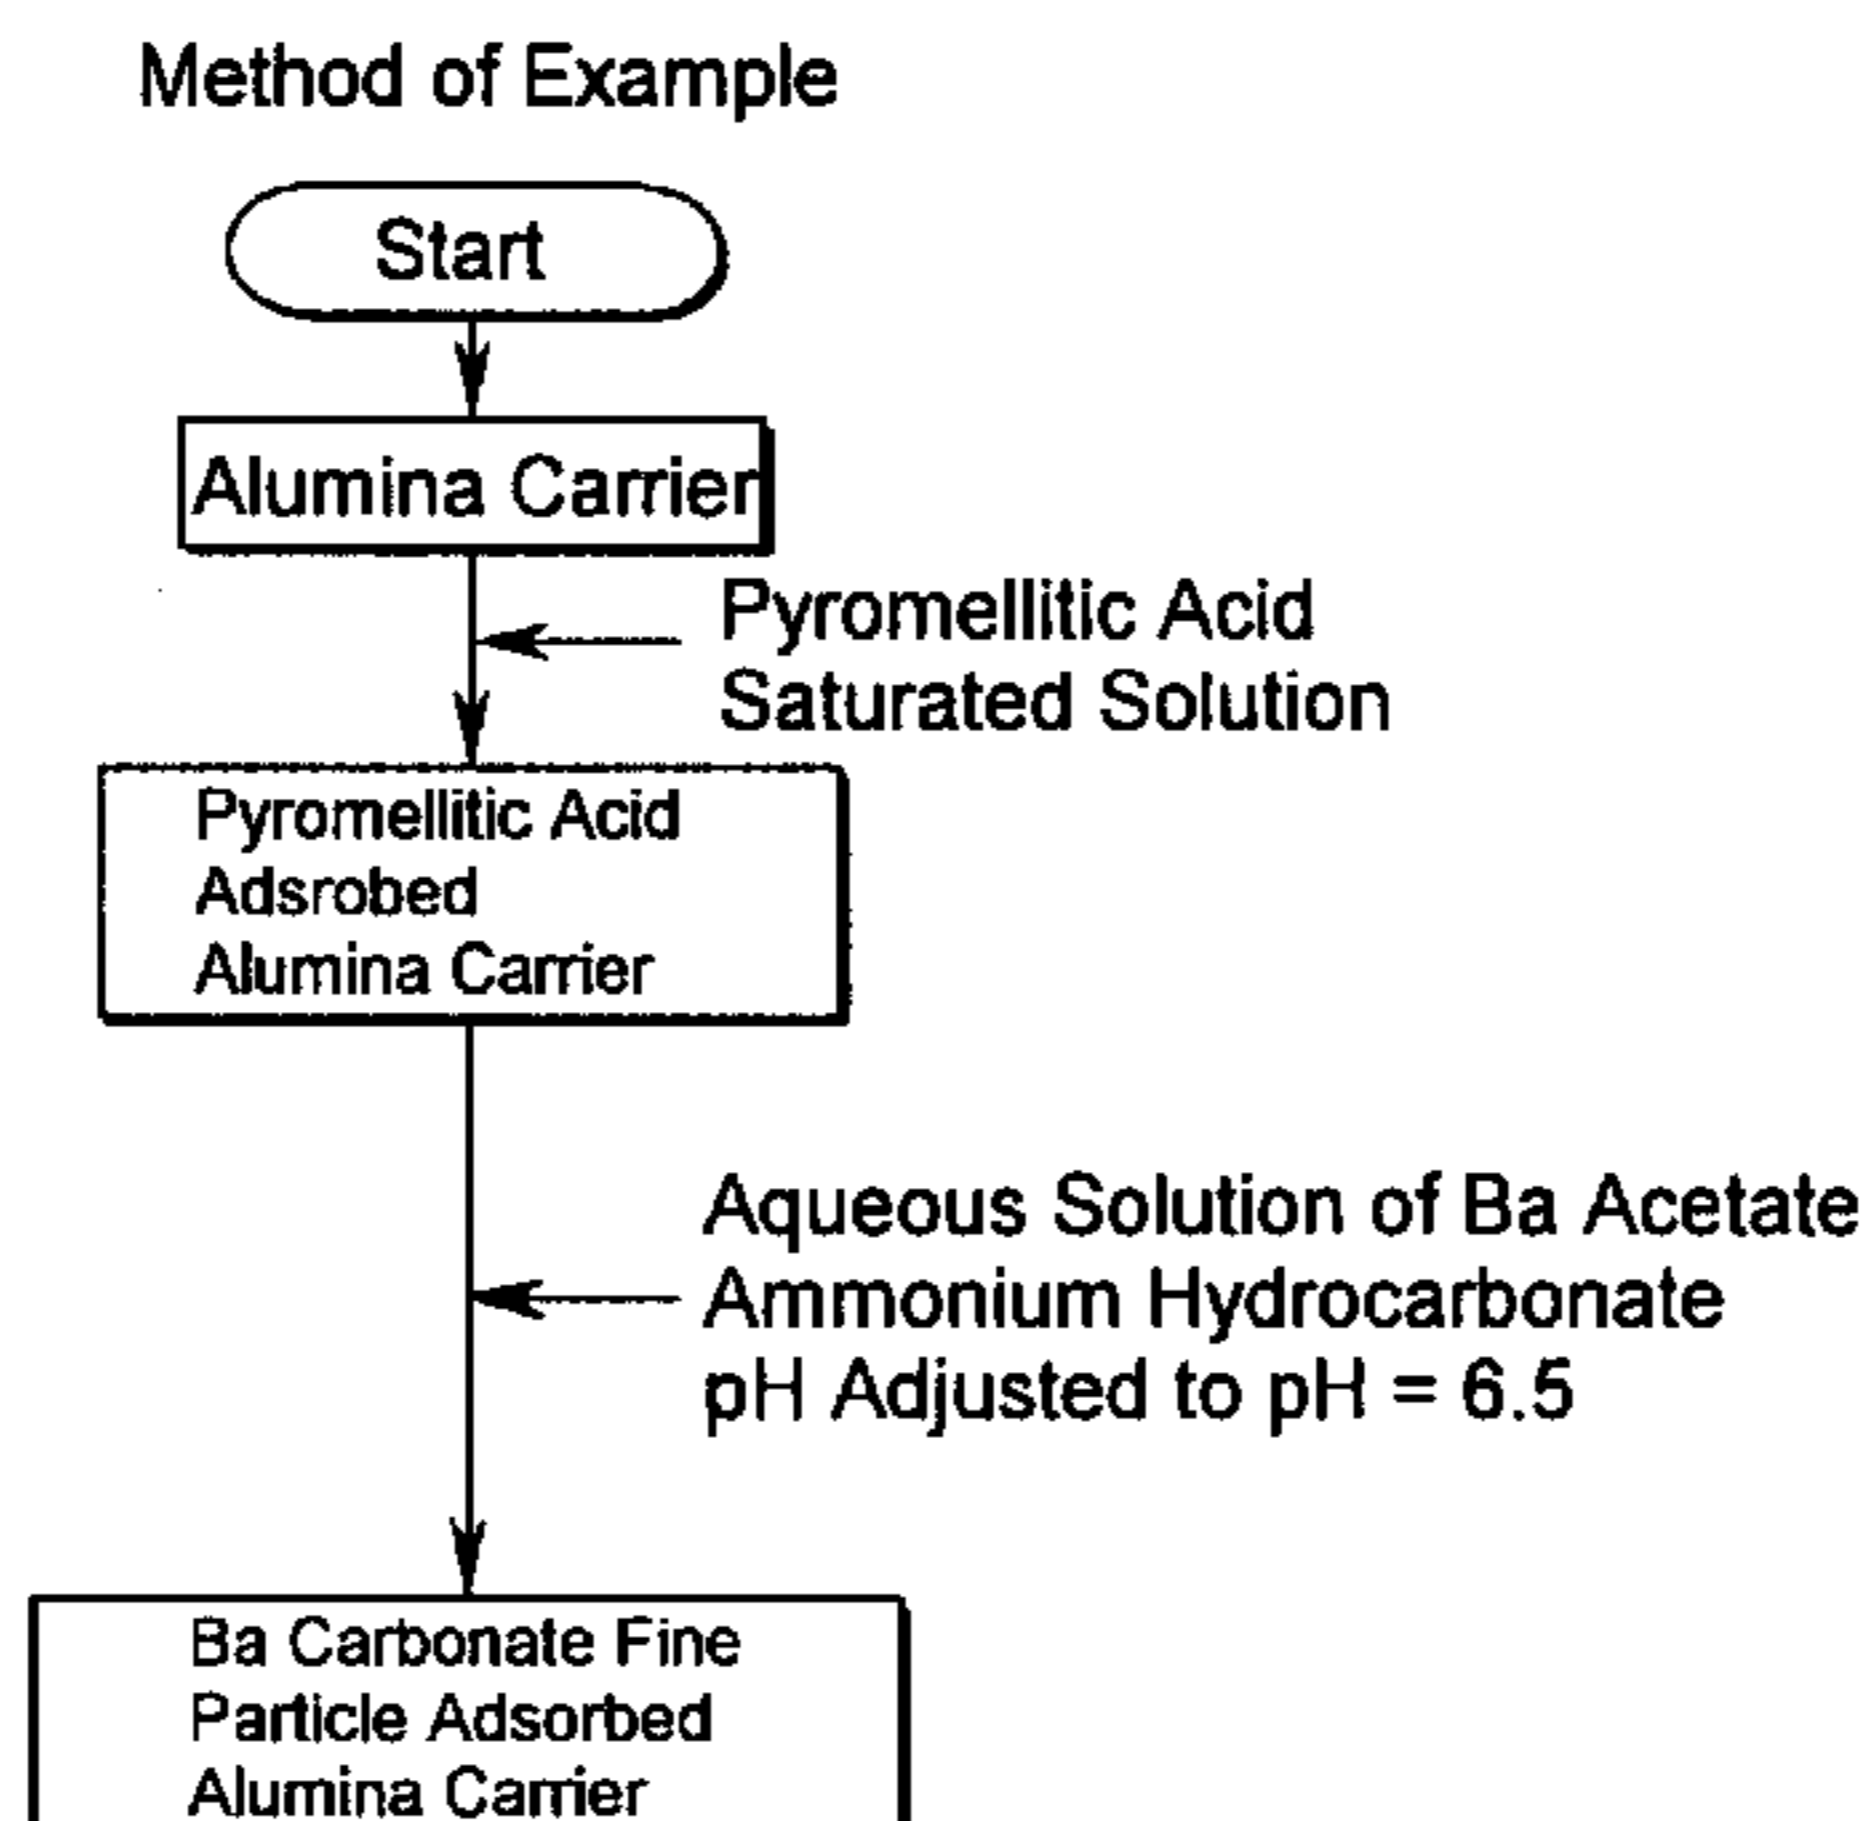 Method of Example
Start
Alumina Carrier
Pyromellitic Acid
Saturated Solution
Pyromellitic Acid
Adsrobed
Alumina Carrier
Aqueous Solution of Ba Acetate
Ammonium Hydrocarbonate
pH Adjusted to pH = 6.5
Ba Carbonate Fine
Particle Adsorbed
Alumina Carrier